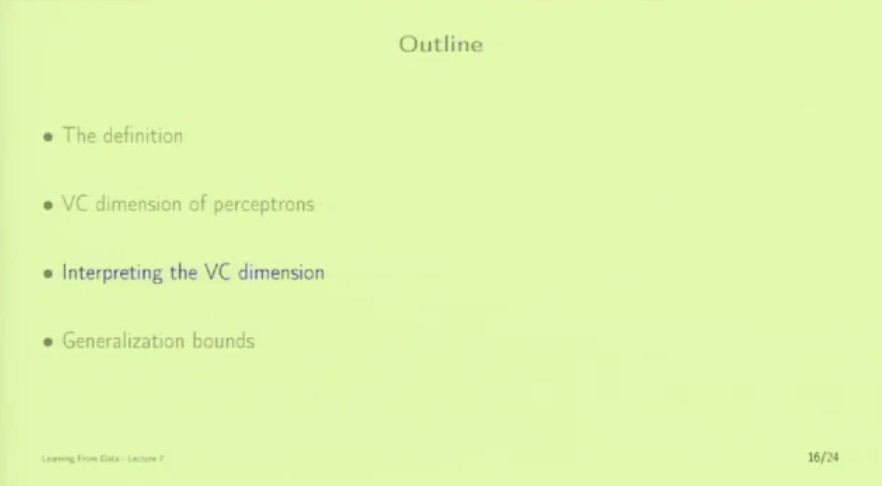 Outline
• The definition
• VC dimension of perceptrons
• Interpreting the VC dimension
• Generalization bounds
Learning From Data - Lecture 7
16/24